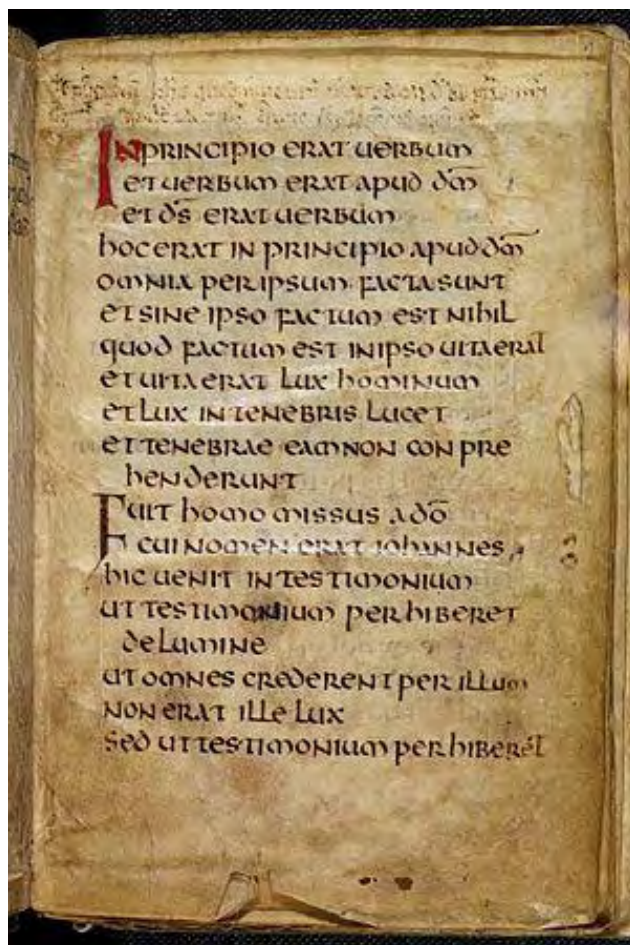 IN PRINCIPIO ERAT UERBUM
ET UERBUM ERAT APUD DM̄
ET DS̄ ERAT UERBUM
HOC ERAT IN PRINCIPIO APUD DM̄
OMNIA PER IPSUM FACTA SUNT
ET SINE IPSO FACTUM EST NIHIL
QUOD FACTUM EST IN IPSO UITA ERAT
ET UITA ERAT LUX HOMINUM
ET LUX IN TENEBRIS LUCET
ET TENEBRAE EAM NON CONPRE
HENDERUNT
FUIT HOMO MISSUS A DŌ
CUI NOMEN ERAT IOHANNES
HIC UENIT IN TESTIMONIUM
UT TESTIMONIUM PERHIBERET
DE LUMINE
UT OMNES CREDERENT PER ILLUM
NON ERAT ILLE LUX
SED UT TESTIMONIUM PERHIBERET